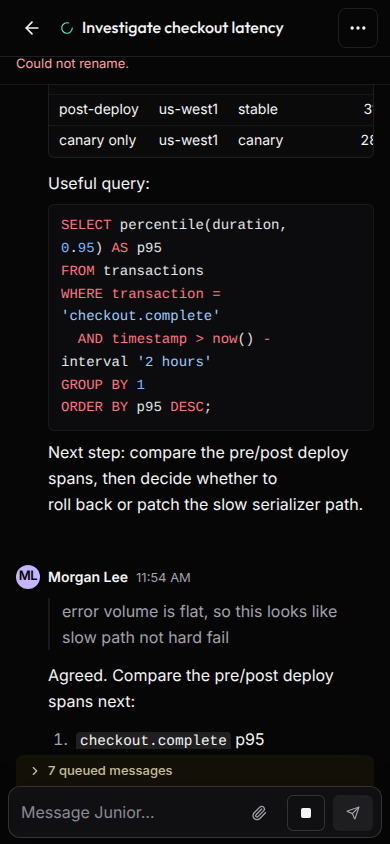 Investigate checkout latency
Could not rename.
post-deploy us-west1 stable
canary only us-west1 canary 28
Useful query:
SELECT percentile(duration,
0.95) AS p95
FROM transactions
WHERE transaction =
'checkout.complete'
AND timestamp > now() -
interval '2 hours'
GROUP BY 1
ORDER BY p95 DESC;
Next step: compare the pre/post deploy
spans, then decide whether to
roll back or patch the slow serializer path.
ML Morgan Lee 11:54 AM
error volume is flat, so this looks like
slow path not hard fail
Agreed. Compare the pre/post deploy
spans next:
1. checkout.complete p95
7 queued messages
Message Junior...